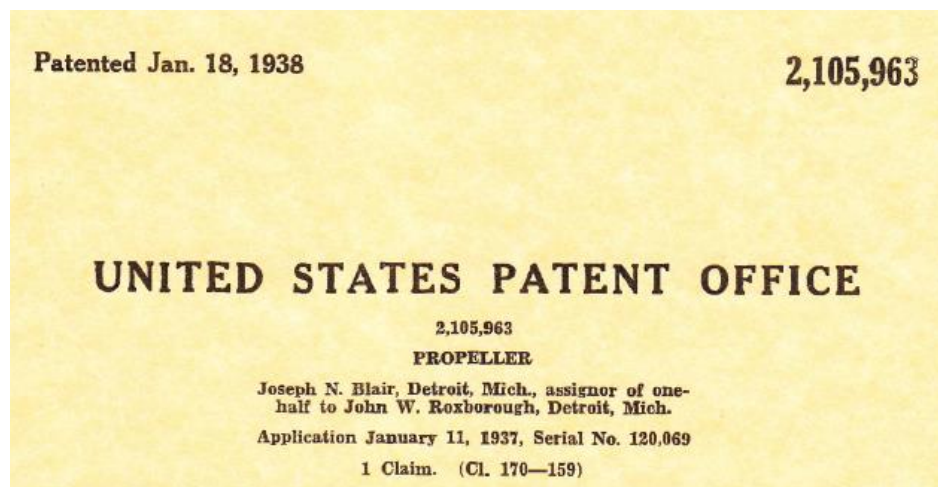 Patented Jan. 18, 1938
2,105,963
UNITED STATES PATENT OFFICE
2,105,963
PROPELLER
Joseph N. Blair, Detroit, Mich., assignor of one-
half to John W. Roxborough, Detroit, Mich.
Application January 11, 1937, Serial No. 120,069
1 Claim. (Cl. 170—159)